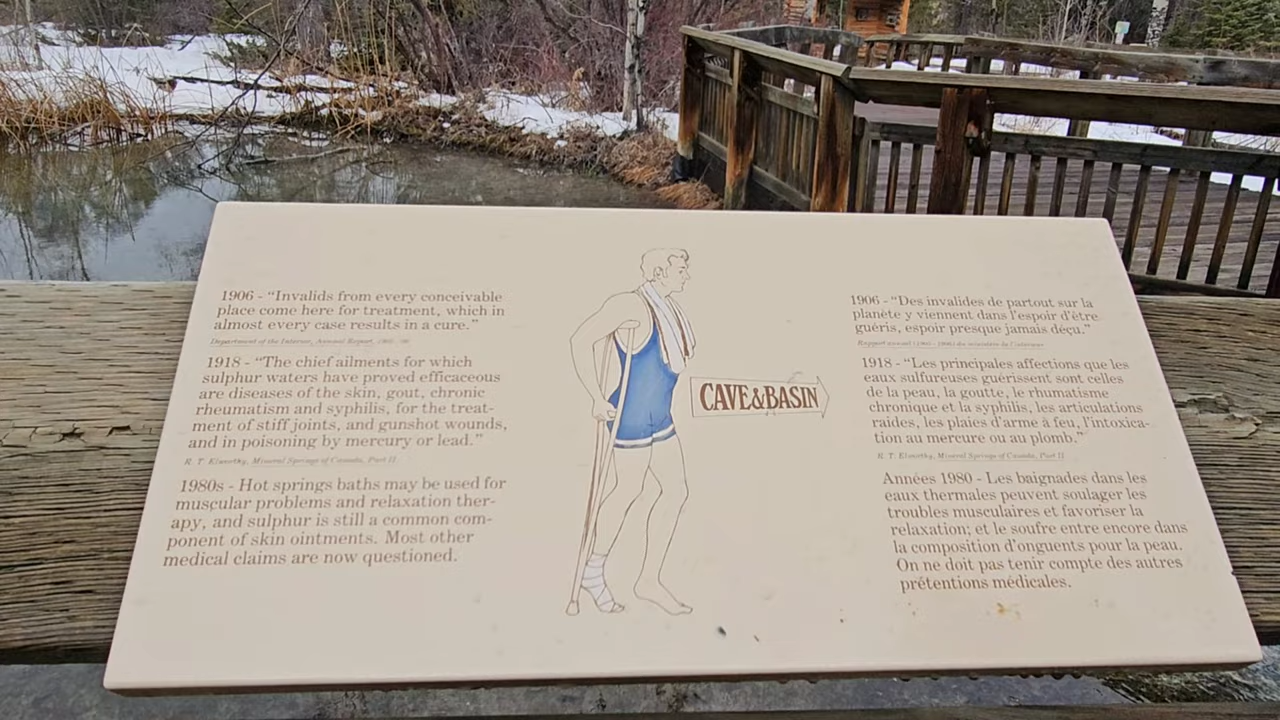 1906 - “Invalids from every conceivable
place come here for treatment, which in
almost every case results in a cure.”
Department of the Interior, Annual Report,
1918 - “The chief ailments for which
sulphur waters have proved efficaceous
are diseases of the skin, gout, chronic
rheumatism and syphilis, for the treat-
ment of stiff joints, and gunshot wounds,
and in poisoning by mercury or lead.”
R. T. Elworthy, Mineral Springs of Canada, Part II
1980s - Hot springs baths may be used for
muscular problems and relaxation ther-
apy, and sulphur is still a common com-
ponent of skin ointments. Most other
medical claims are now questioned.
CAVE & BASIN
1906 - “Des invalides de partout sur la
planète y viennent dans l'espoir d'être
guéris, espoir presque jamais déçu.”
Rapport annuel (1905 - 1906) du ministère de l'intérieur
1918 - “Les principales affections que les
eaux sulfureuses guérissent sont celles
de la peau, la goutte, le rhumatisme
chronique et la syphilis, les articulations
raides, les plaies d'arme à feu, l'intoxica-
tion au mercure ou au plomb.”
R. T. Elworthy, Mineral Springs of Canada, Part II
Années 1980 - Les baignades dans les
eaux thermales peuvent soulager les
troubles musculaires et favoriser la
relaxation; et le soufre entre encore dans
la composition d'onguents pour la peau.
On ne doit pas tenir compte des autres
prétentions médicales.